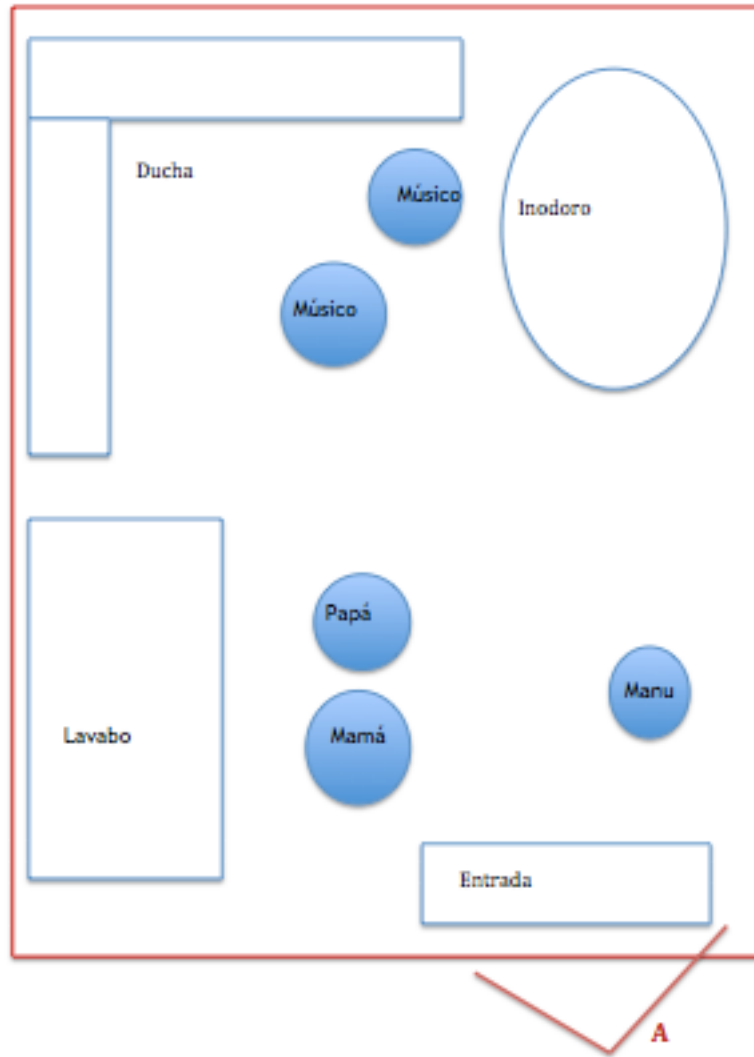 Ducha
Músico
Inodoro
Músico
Papá
Manu
Lavabo
Mamá
Entrada
A